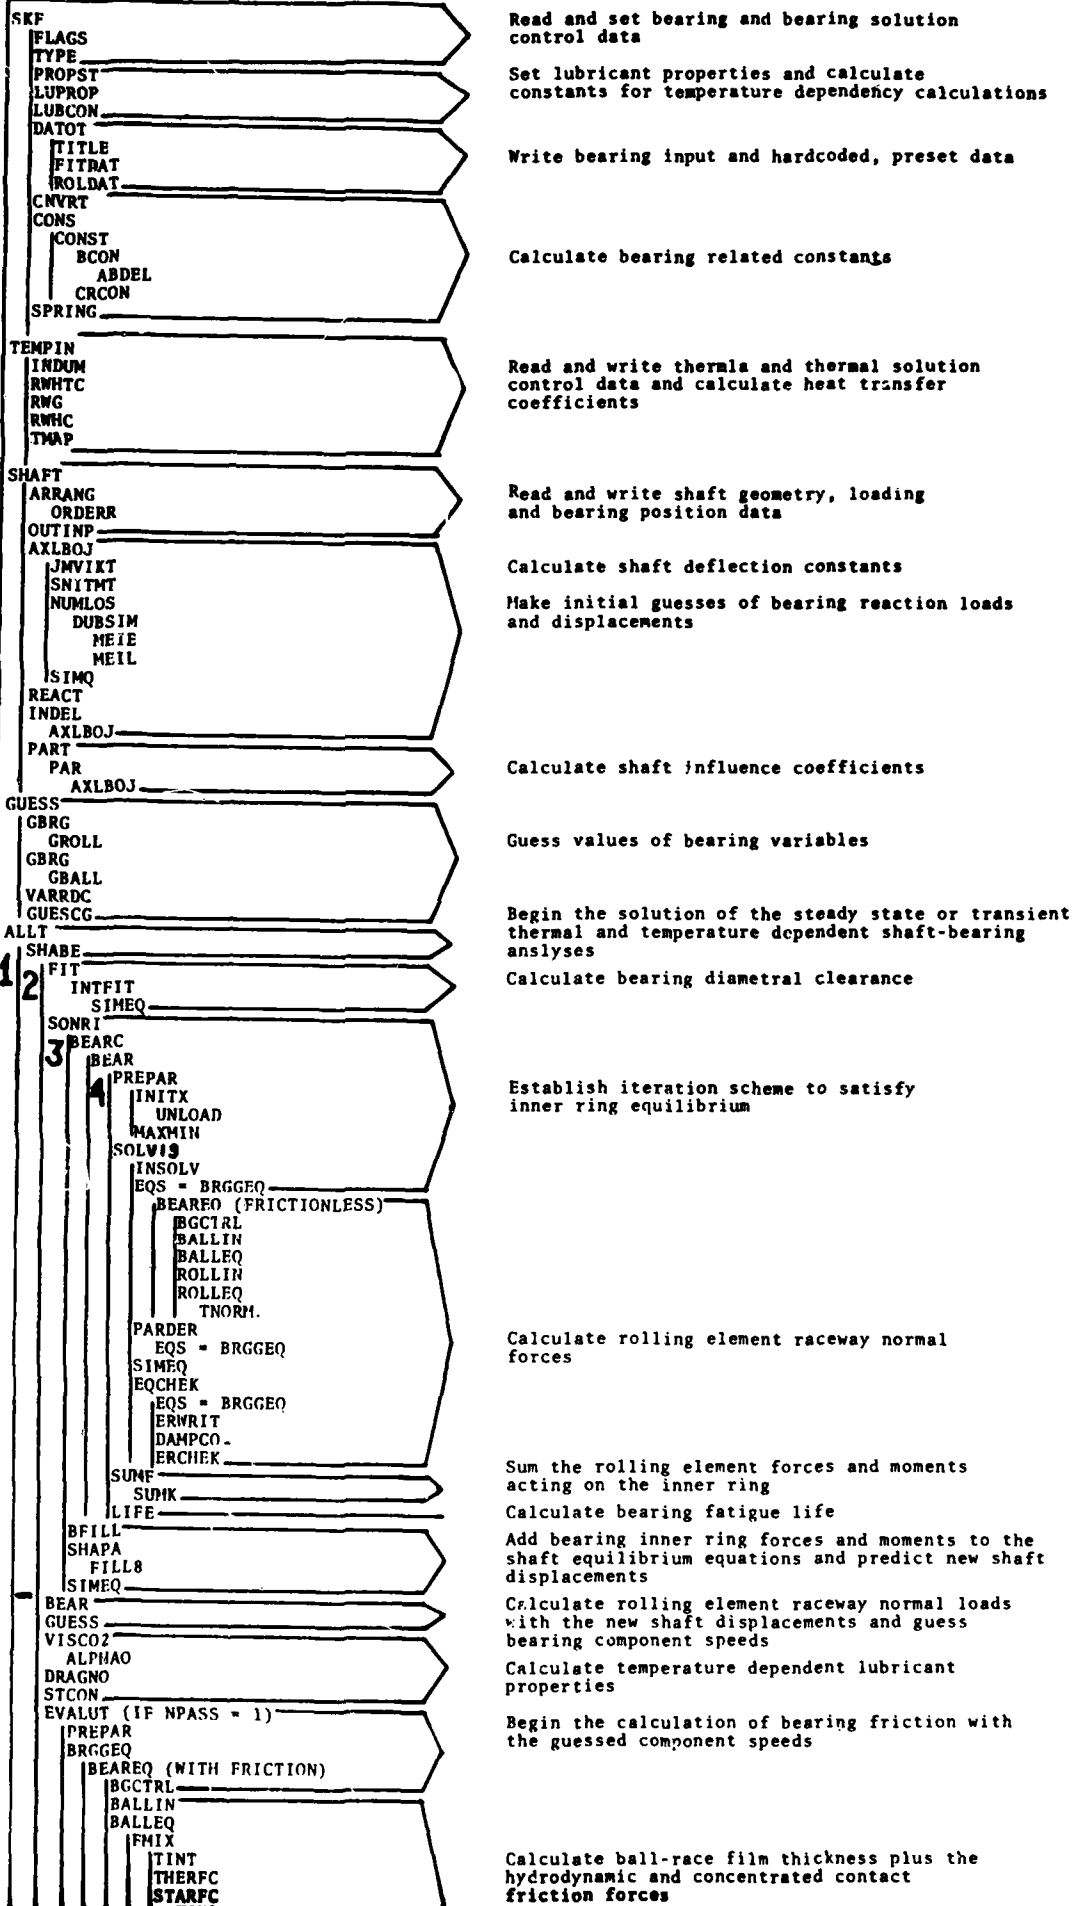 SKF
Read and set bearing and bearing solution
FLAGS
control data
TYPE
PROPST
Set lubricant properties and calculate
LUPROP
constants for temperature dependency calculations
LUBCON
DATOT
TITLE
Write bearing input and hardcoded, preset data
FITDAT
ROLDAT
CNVRT
CONS
CONST
BCON
Calculate bearing related constants
ABDEL
CRCON
SPRING
TEMPIN
INDUM
Read and write thermla and thermal solution
RWHTC
control data and calculate heat transfer
RWG
coefficients
RWHC
TMAP
SHAFT
ARRANG
Read and write shaft geometry, loading
ORDERR
and bearing position data
OUTINP
AXLBOJ
JMVIKT
Calculate shaft deflection constants
SNITMT
NUMLOS
Make initial guesses of bearing reaction loads
DUBSIM
and displacements
MEIE
MEIL
SIMQ
REACT
INDEL
AXLBOJ
PART
PAR
Calculate shaft influence coefficients
AXLBOJ
GUESS
GBRG
GROLL
Guess values of bearing variables
GBRG
GBALL
VARRDC
GUESCG
Begin the solution of the steady state or transient
ALLT
thermal and temperature dependent shaft-bearing
SHABE
anslyses
1
2
FIT
INTFIT
Calculate bearing diametral clearance
SIMEQ
SONRI
3
BEARC
BEAR
4
PREPAR
INITX
Establish iteration scheme to satisfy
UNLOAD
inner ring equilibrium
MAXMIN
SOLV13
INSOLV
EQS = BRGGEQ
BEAREQ (FRICTIONLESS)
BGCTRL
BALLIN
BALLEQ
ROLLIN
ROLLEQ
TNORM.
PARDER
Calculate rolling element raceway normal
EQS = BRGGEQ
forces
SIMEQ
EQCHEK
EQS = BRGGEQ
ERWRIT
DAMPCO
ERCHEK
SUMF
Sum the rolling element forces and moments
SUMK
acting on the inner ring
LIFE
Calculate bearing fatigue life
BFILL
Add bearing inner ring forces and moments to the
SHAPA
shaft equilibrium equations and predict new shaft
FILL8
displacements
SIMEQ
BEAR
Calculate rolling element raceway normal loads
GUESS
with the new shaft displacements and guess
VISCO2
bearing component speeds
ALPHAO
Calculate temperature dependent lubricant
DRAGNO
properties
STCON
EVALUT (IF NPASS = 1)
Begin the calculation of bearing friction with
PREPAR
the guessed component speeds
BRGGEQ
BEAREQ (WITH FRICTION)
BGCTRL
BALLIN
BALLEQ
FMIX
TINT
Calculate ball-race film thickness plus the
THERFC
hydrodynamic and concentrated contact
STARFC
friction forces